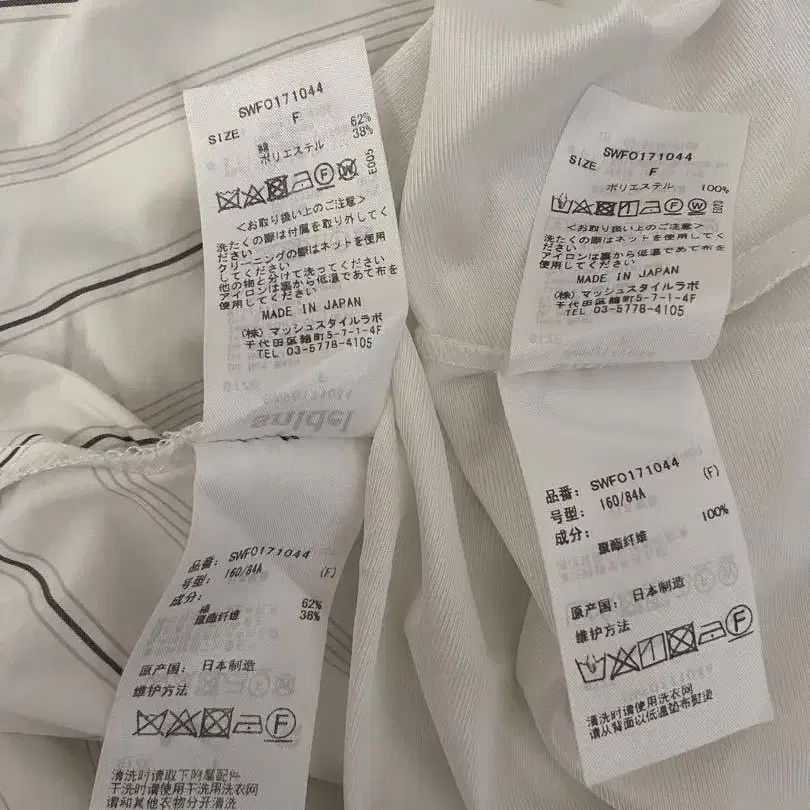 SWFO171044
SIZE F
綿 62%
ポリエステル 38%
E005
<お取り扱い上のご注意>
洗たくの際は付属を取り外してく
ださい
クリーニングの際はネットを使用
してください
他の物と分けて洗ってください
アイロンは裏から低温であて布を
使用してください
MADE IN JAPAN
(株) マッシュスタイルラボ
千代田区麹町5-7-1-4F
TEL 03-5778-4105
snidel
SWFO171044
SIZE F
ポリエステル 100%
<お取り扱い上のご注意>
洗たくの際はネットを使用してく
ださい
アイロンは裏から低温であて布を
使用してください
MADE IN JAPAN
(株) マッシュスタイルラボ
千代田区麹町5-7-1-4F
TEL 03-5778-4105
品番: SWFO171044
号型: 160/84A (F)
成分:
棉 62%
聚酯纤维 38%
原产国: 日本制造
维护方法
清洗时请取下附属配件
干洗时请使用干洗用洗衣网
请和其他衣物分开清洗
品番: SWFO171044
号型: 160/84A (F)
成分:
聚酯纤维 100%
原产国: 日本制造
维护方法
清洗时请使用洗衣网
请从背面以低温垫布熨烫